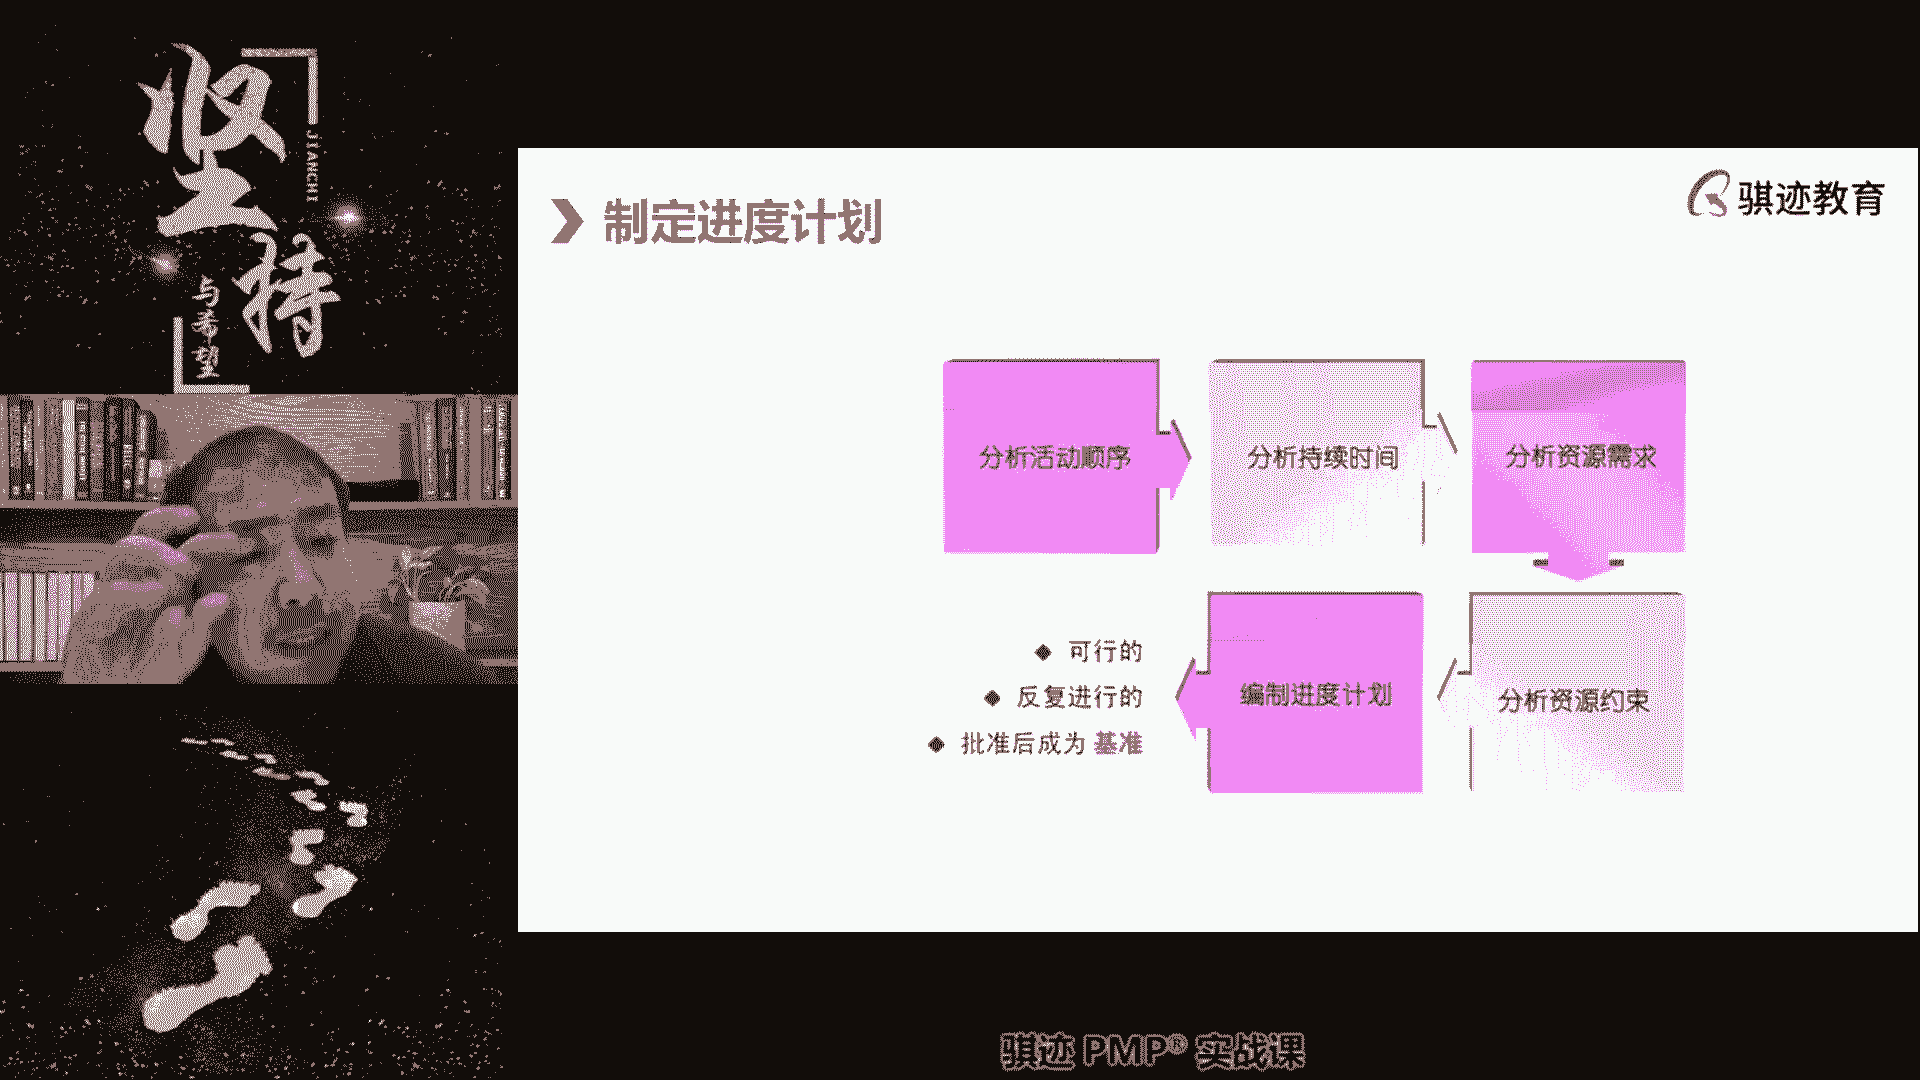 坚持
JIANCHI
与希望
制定进度计划
骐迹教育
分析活动顺序
分析持续时间
分析资源需求
分析资源约束
编制进度计划
可行的
反复进行的
批准后成为 基准
骐迹 PMP® 实战课